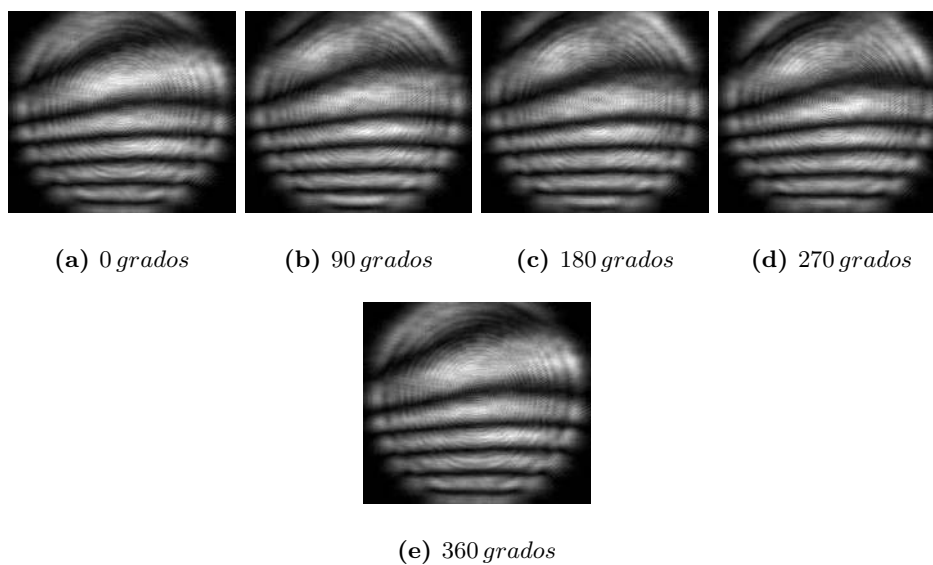 (a) 0 grados
(b) 90 grados
(c) 180 grados
(d) 270 grados
(e) 360 grados